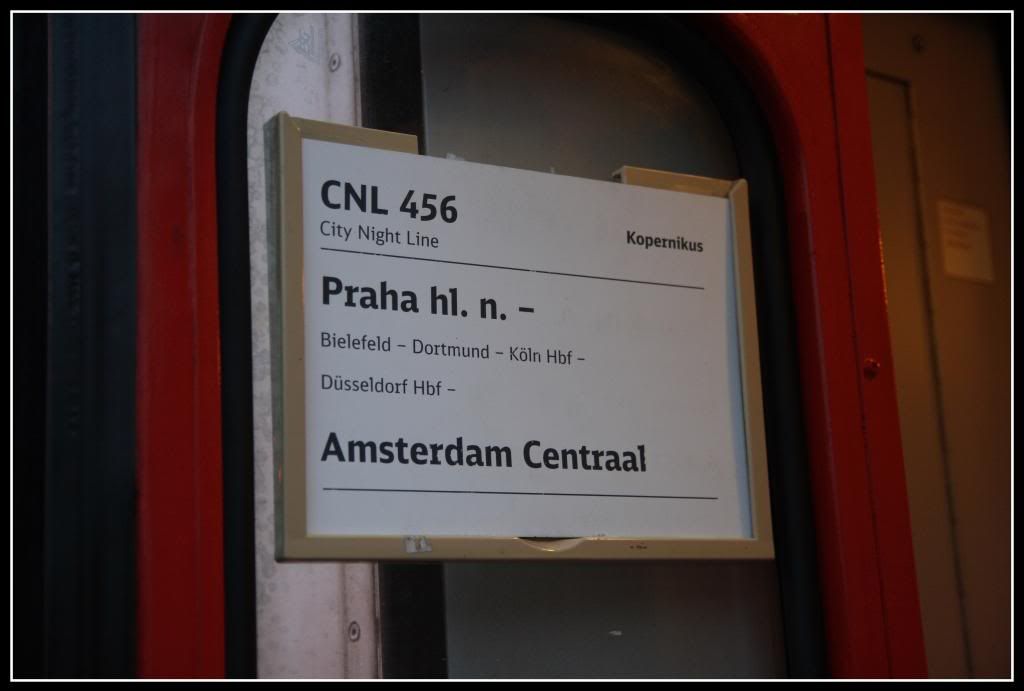 CNL 456
City Night Line
Kopernikus
Praha hl. n. –
Bielefeld – Dortmund – Köln Hbf –
Düsseldorf Hbf –
Amsterdam Centraal